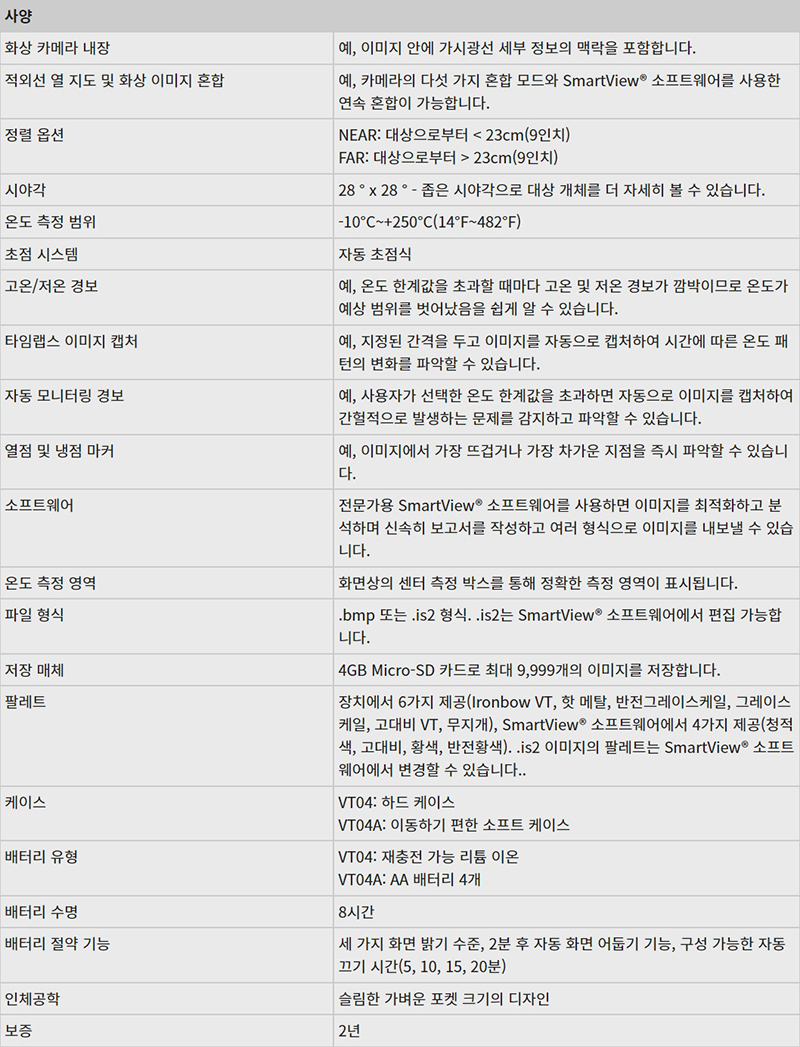 사양
화상 카메라 내장
예, 이미지 안에 가시광선 세부 정보의 맥락을 포함합니다.
적외선 열 지도 및 화상 이미지 혼합
예, 카메라의 다섯 가지 혼합 모드와 SmartView® 소프트웨어를 사용한
연속 혼합이 가능합니다.
정렬 옵션
NEAR: 대상으로부터 < 23cm(9인치)
FAR: 대상으로부터 > 23cm(9인치)
시야각
28 ° x 28 ° - 좁은 시야각으로 대상 개체를 더 자세히 볼 수 있습니다.
온도 측정 범위
-10°C~+250°C(14°F~482°F)
초점 시스템
자동 초점식
고온/저온 경보
예, 온도 한계값을 초과할 때마다 고온 및 저온 경보가 깜박이므로 온도가
예상 범위를 벗어났음을 쉽게 알 수 있습니다.
타임랩스 이미지 캡처
예, 지정된 간격을 두고 이미지를 자동으로 캡처하여 시간에 따른 온도 패
턴의 변화를 파악할 수 있습니다.
자동 모니터링 경보
예, 사용자가 선택한 온도 한계값을 초과하면 자동으로 이미지를 캡처하여
간헐적으로 발생하는 문제를 감지하고 파악할 수 있습니다.
열점 및 냉점 마커
예, 이미지에서 가장 뜨겁거나 가장 차가운 지점을 즉시 파악할 수 있습니
다.
소프트웨어
전문가용 SmartView® 소프트웨어를 사용하면 이미지를 최적화하고 분
석하며 신속히 보고서를 작성하고 여러 형식으로 이미지를 내보낼 수 있습
니다.
온도 측정 영역
화면상의 센터 측정 박스를 통해 정확한 측정 영역이 표시됩니다.
파일 형식
.bmp 또는 .is2 형식. .is2는 SmartView® 소프트웨어에서 편집 가능합
니다.
저장 매체
4GB Micro-SD 카드로 최대 9,999개의 이미지를 저장합니다.
팔레트
장치에서 6가지 제공(Ironbow VT, 핫 메탈, 반전그레이스케일, 그레이스
케일, 고대비 VT, 무지개), SmartView® 소프트웨어에서 4가지 제공(청적
색, 고대비, 황색, 반전황색). .is2 이미지의 팔레트는 SmartView® 소프트
웨어에서 변경할 수 있습니다..
케이스
VT04: 하드 케이스
VT04A: 이동하기 편한 소프트 케이스
배터리 유형
VT04: 재충전 가능 리튬 이온
VT04A: AA 배터리 4개
배터리 수명
8시간
배터리 절약 기능
세 가지 화면 밝기 수준, 2분 후 자동 화면 어둡기 기능, 구성 가능한 자동
끄기 시간(5, 10, 15, 20분)
인체공학
슬림한 가벼운 포켓 크기의 디자인
보증
2년